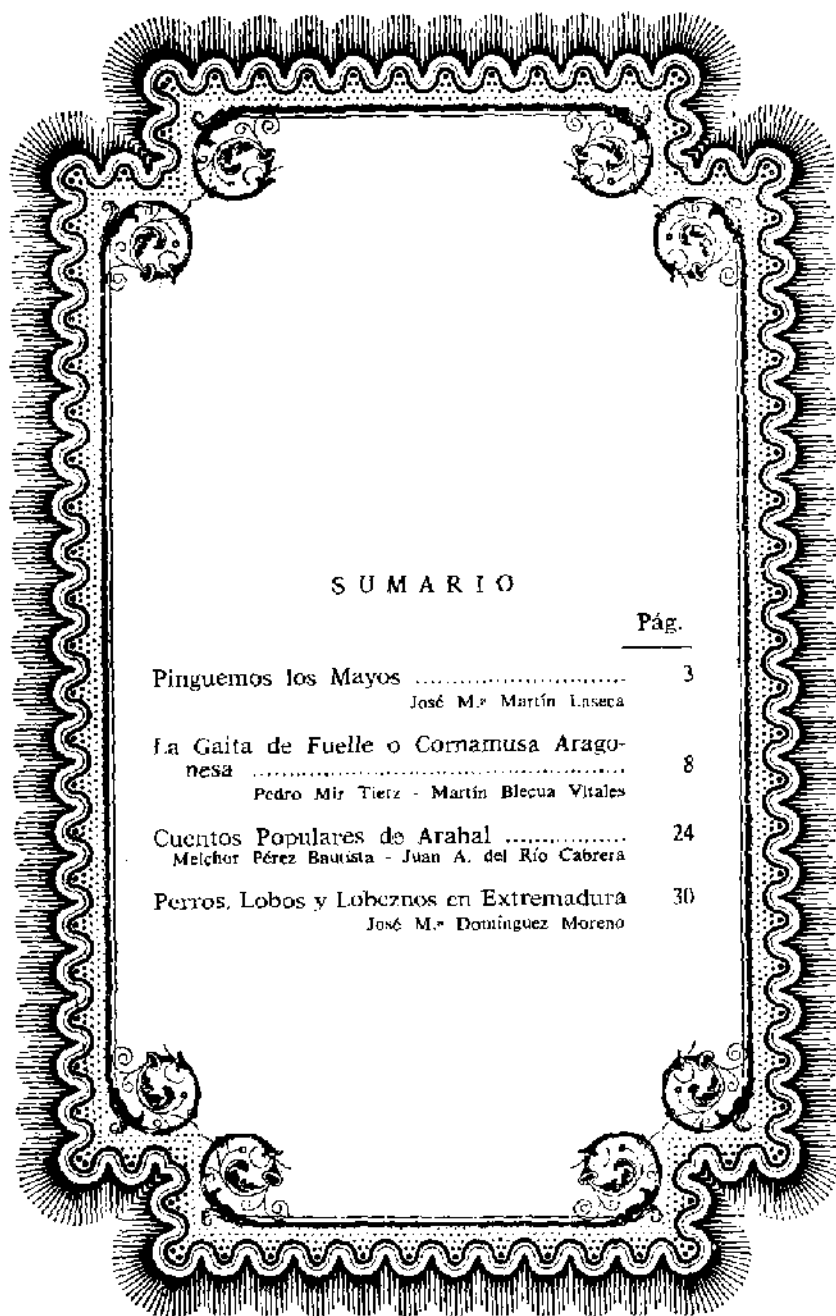 SUMARIO
Pág.
Pinguemos los Mayos ........................... 3
José M.ª Martín Laseca
La Gaita de Fuelle o Cornamusa Arago-
nesa ................................................ 8
Pedro Mir Tierz - Martín Blecua Vitales
Cuentos Populares de Arahal ................ 24
Melchor Pérez Bautista - Juan A. del Río Cabrera
Perros, Lobos y Lobeznos en Extremadura 30
José M.ª Domínguez Moreno